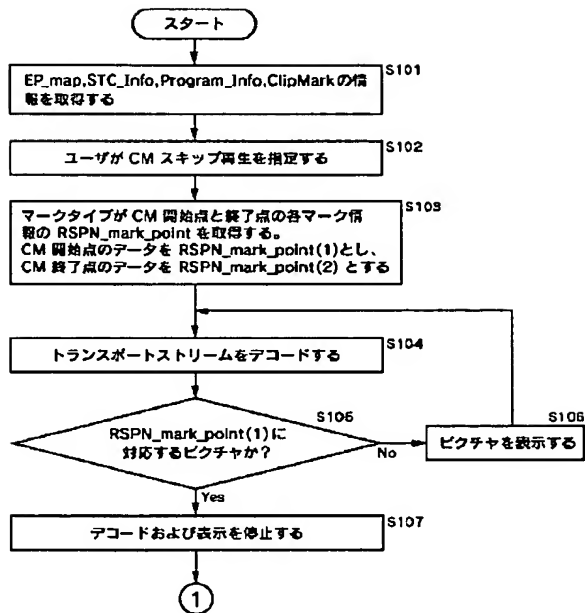 スタート
S101
EP_map,STC_Info,Program_Info,ClipMarkの情
報を取得する
S102
ユーザが CM スキップ再生を指定する
S103
マークタイプが CM 開始点と終了点の各マーク情
報の RSPN_mark_point を取得する。
CM 開始点のデータを RSPN_mark_point(1)とし、
CM 終了点のデータを RSPN_mark_point(2) とする
S104
トランスポートストリームをデコードする
S105
RSPN_mark_point(1)に
対応するピクチャか？
No
S106
ピクチャを表示する
Yes
S107
デコードおよび表示を停止する
1